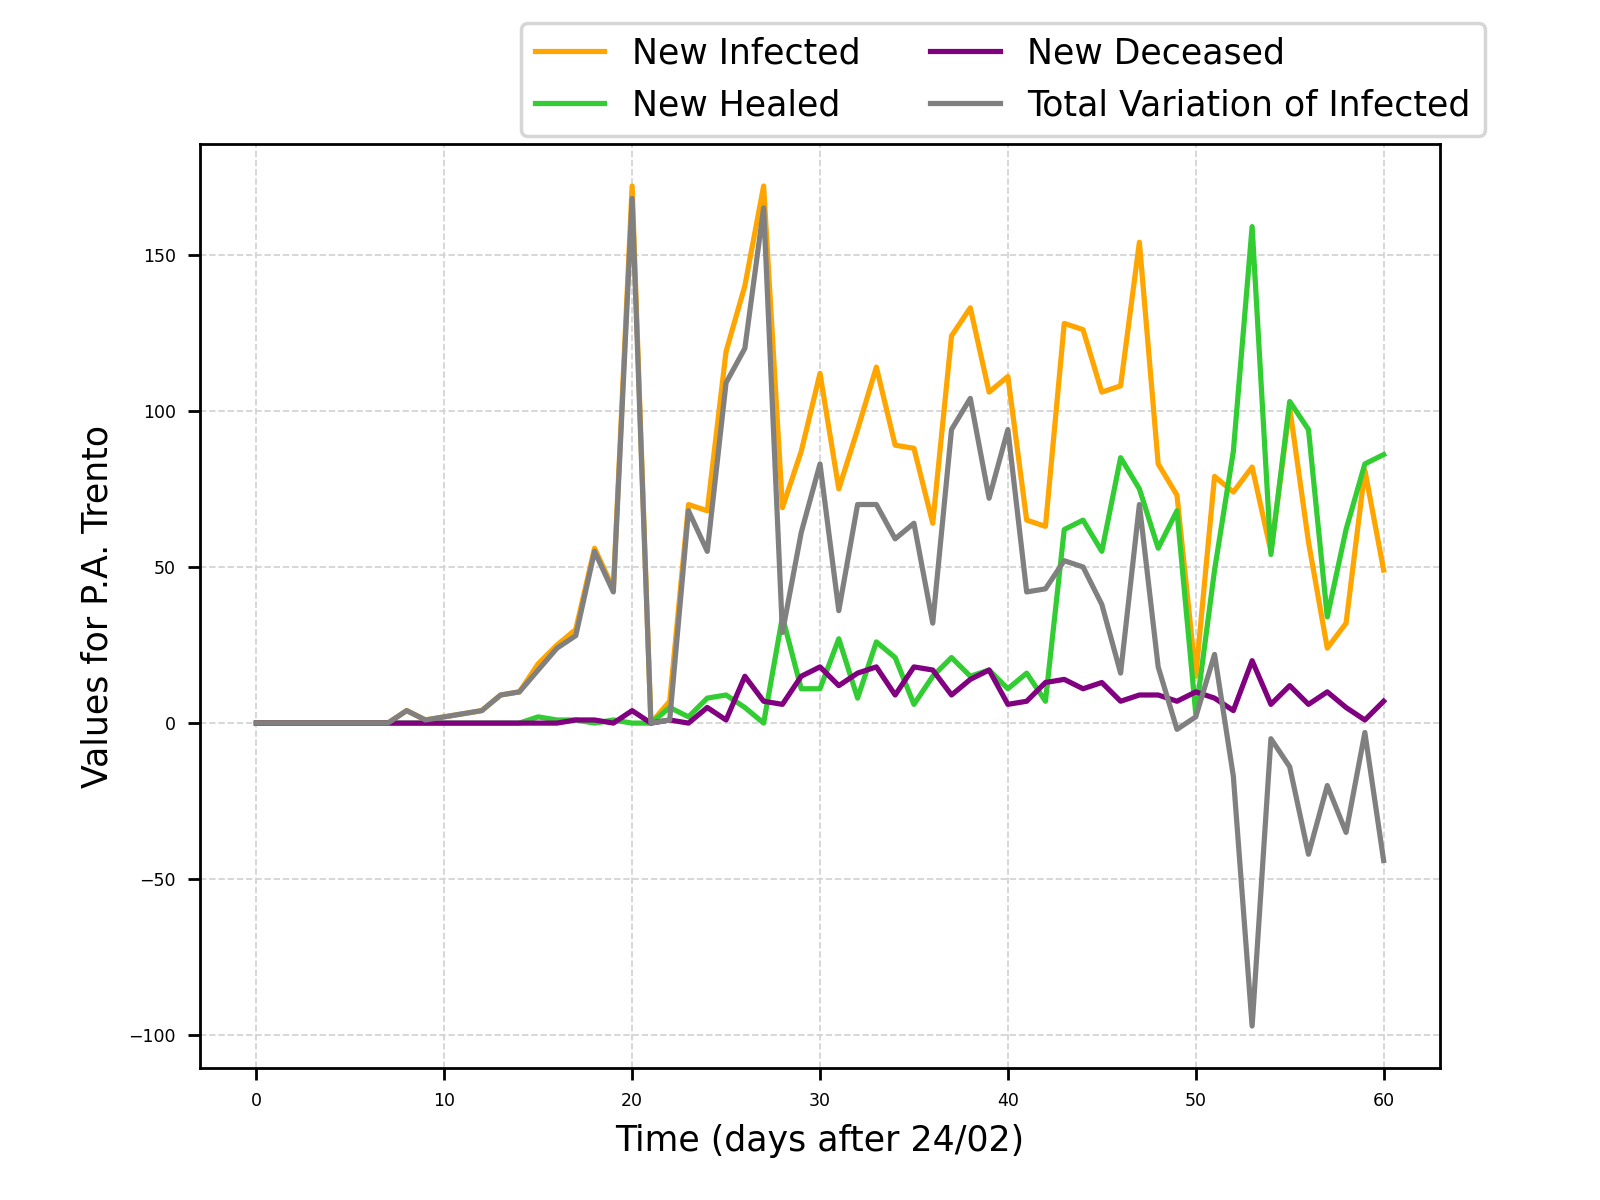 New Infected
New Healed
New Deceased
Total Variation of Infected
Values for P.A. Trento
150
100
50
0
−50
−100
0 10 20 30 40 50 60
Time (days after 24/02)